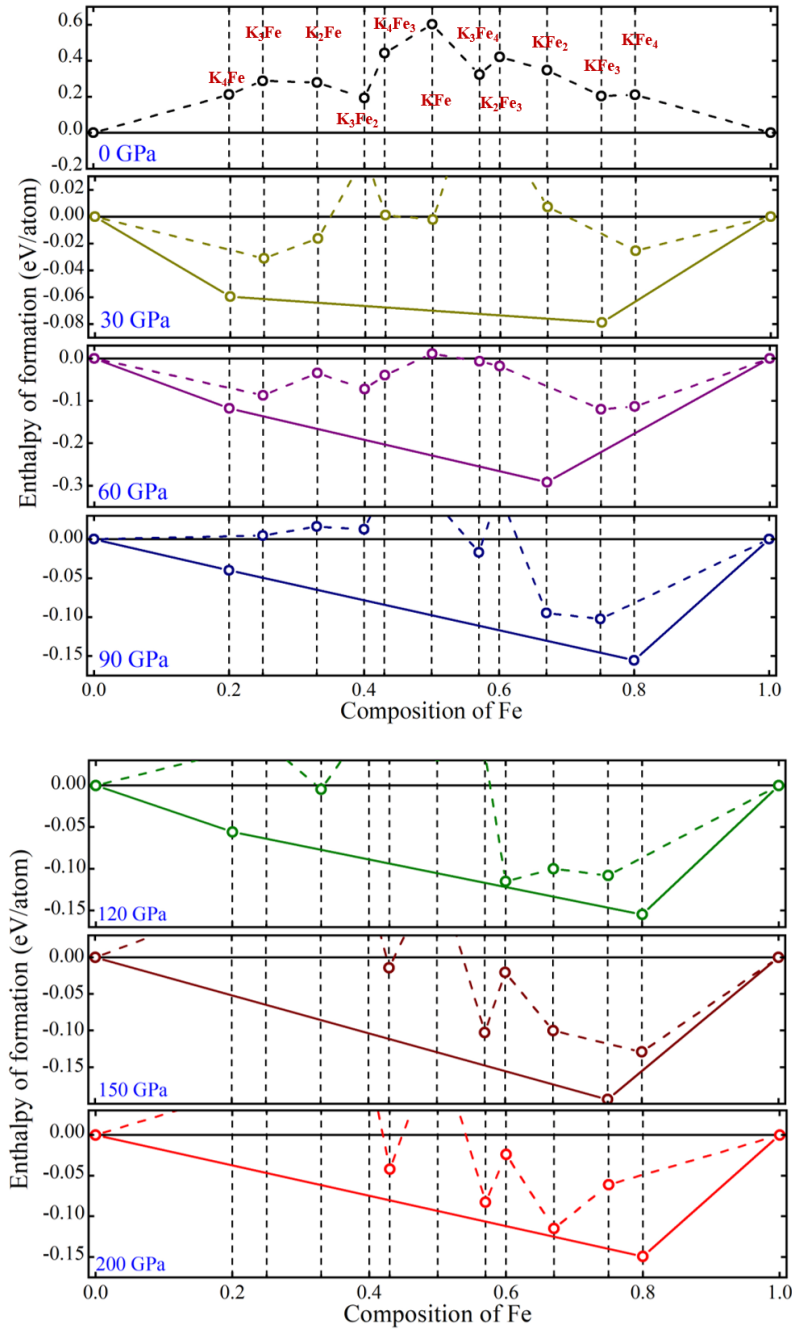 0.6
0.4
0.2
0.0
-0.2
K₄Fe
K₃Fe
K₂Fe
K₃Fe₂
K₄Fe₃
KFe
K₃Fe₄
K₂Fe₃
KFe₂
KFe₃
KFe₄
0 GPa
Enthalpy of formation (eV/atom)
0.02
0.00
-0.02
-0.04
-0.06
-0.08
30 GPa
0.0
-0.1
-0.2
-0.3
60 GPa
0.00
-0.05
-0.10
-0.15
90 GPa
0.0 0.2 0.4 0.6 0.8 1.0
Composition of Fe
Enthalpy of formation (eV/atom)
0.00
-0.05
-0.10
-0.15
120 GPa
0.00
-0.05
-0.10
-0.15
150 GPa
0.00
-0.05
-0.10
-0.15
200 GPa
0.0 0.2 0.4 0.6 0.8 1.0
Composition of Fe